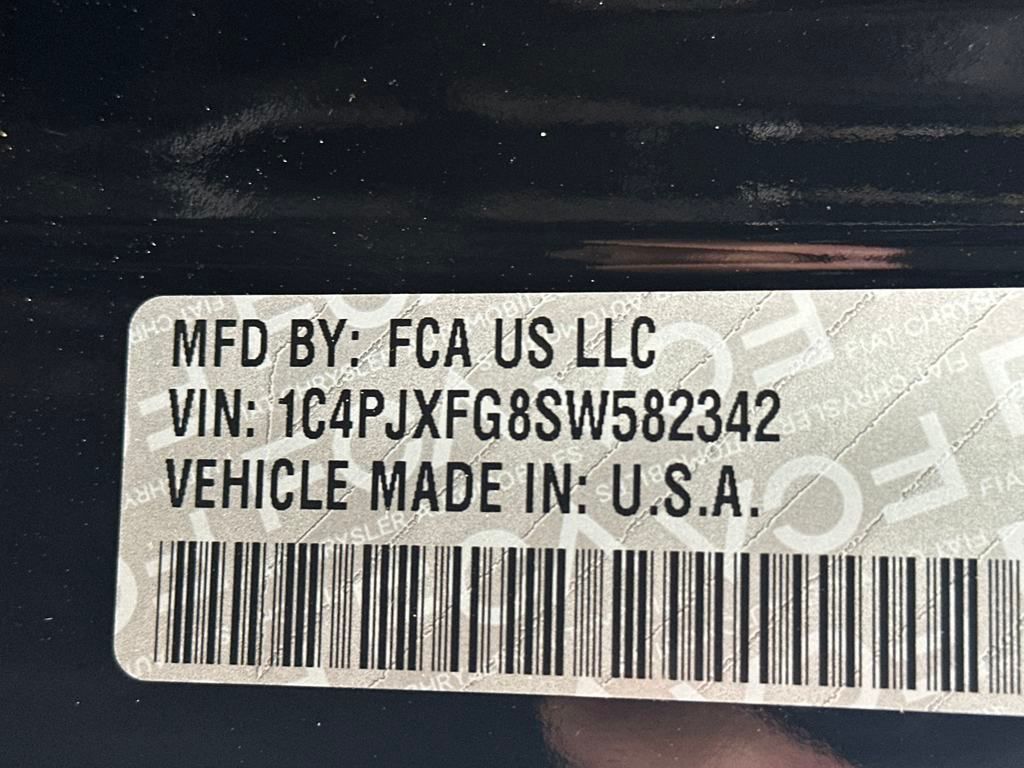 MFD BY: FCA US LLC
VIN: 1C4PJXFG8SW582342
VEHICLE MADE IN: U.S.A.